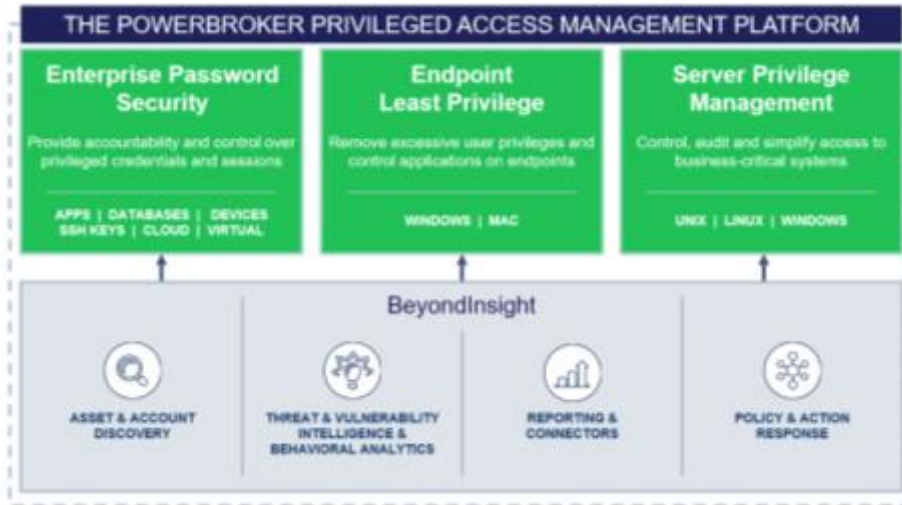 THE POWERBROKER PRIVILEGED ACCESS MANAGEMENT PLATFORM
Enterprise Password
Security
Provide accountability and control over
privileged credentials and sessions
APPS | DATABASES | DEVICES
SSH KEYS | CLOUD | VIRTUAL
Endpoint
Least Privilege
Remove excessive user privileges and
control applications on endpoints
WINDOWS | MAC
Server Privilege
Management
Control, audit and simplify access to
business-critical systems
UNIX | LINUX | WINDOWS
BeyondInsight
ASSET & ACCOUNT
DISCOVERY
THREAT & VULNERABILITY
INTELLIGENCE &
BEHAVIORAL ANALYTICS
REPORTING &
CONNECTORS
POLICY & ACTION
RESPONSE